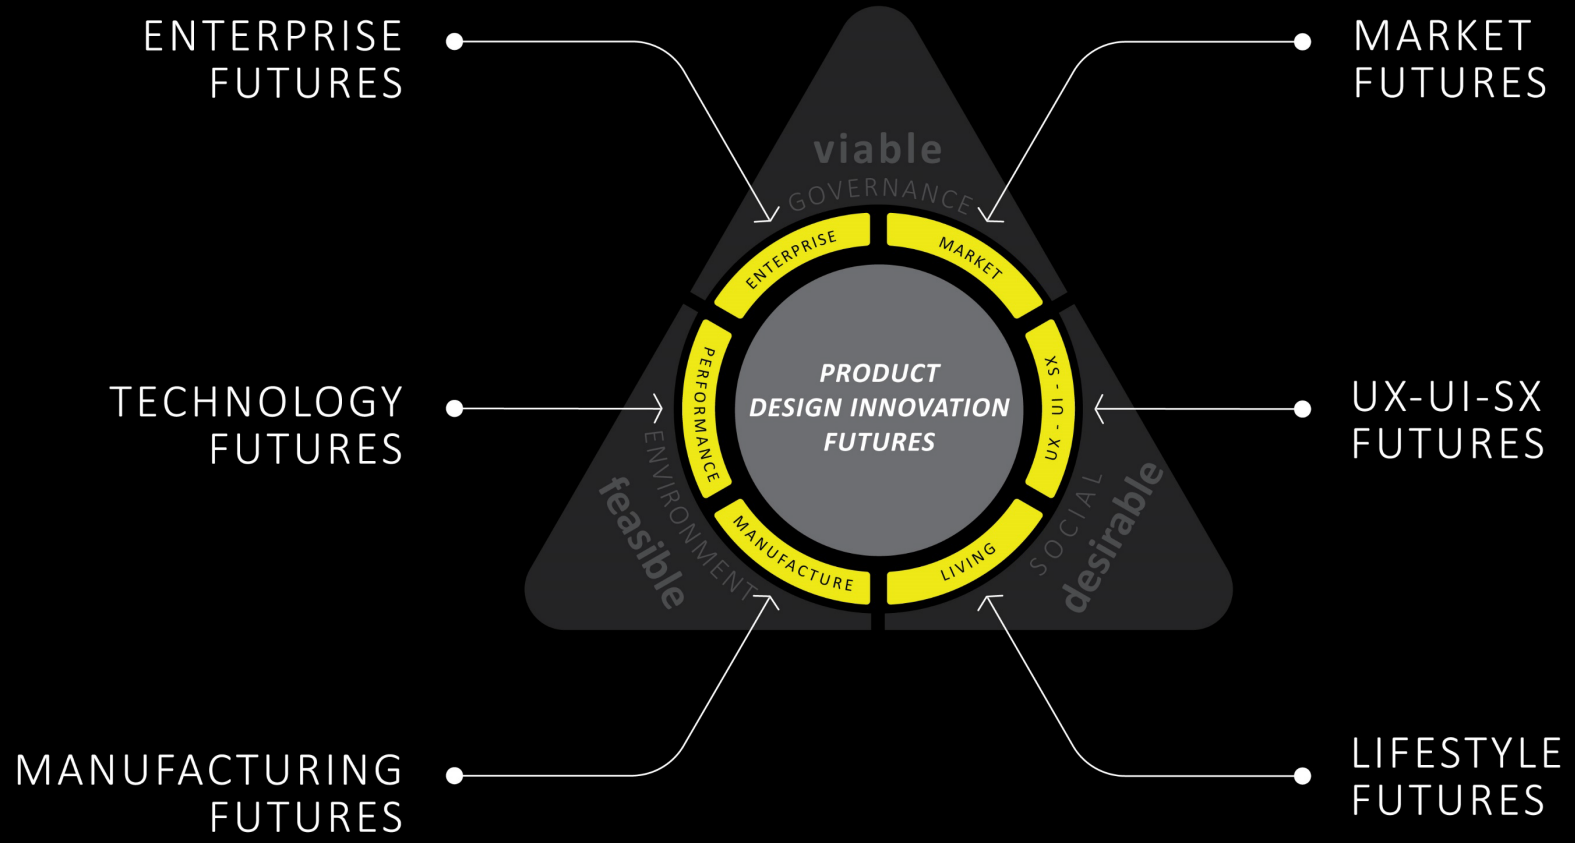 ENTERPRISE
FUTURES
MARKET
FUTURES
viable
GOVERNANCE
ENTERPRISE
MARKET
PERFORMANCE
UX - UI - SX
PRODUCT
DESIGN INNOVATION
FUTURES
TECHNOLOGY
FUTURES
UX-UI-SX
FUTURES
ENVIRONMENT
feasible
SOCIAL
desirable
MANUFACTURE
LIVING
MANUFACTURING
FUTURES
LIFESTYLE
FUTURES